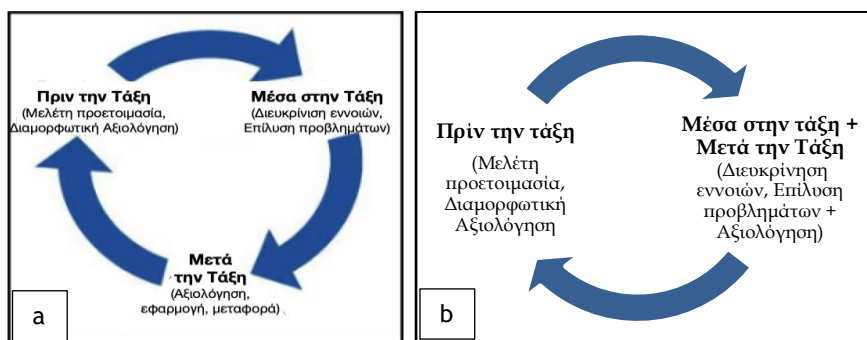 Πριν την Τάξη
(Μελέτη προετοιμασία,
Διαμορφωτική Αξιολόγηση)
Μέσα στην Τάξη
(Διευκρίνιση εννοιών,
Επίλυση προβλημάτων)
Μετά
την Τάξη
(Αξιολόγηση,
εφαρμογή, μεταφορά)
a
Πρίν την τάξη
(Μελέτη
προετοιμασία,
Διαμορφωτική
Αξιολόγηση
Μέσα στην τάξη +
Μετά την Τάξη
(Διευκρίνηση
εννοιών, Επίλυση
προβλημάτων +
Αξιολόγηση)
b